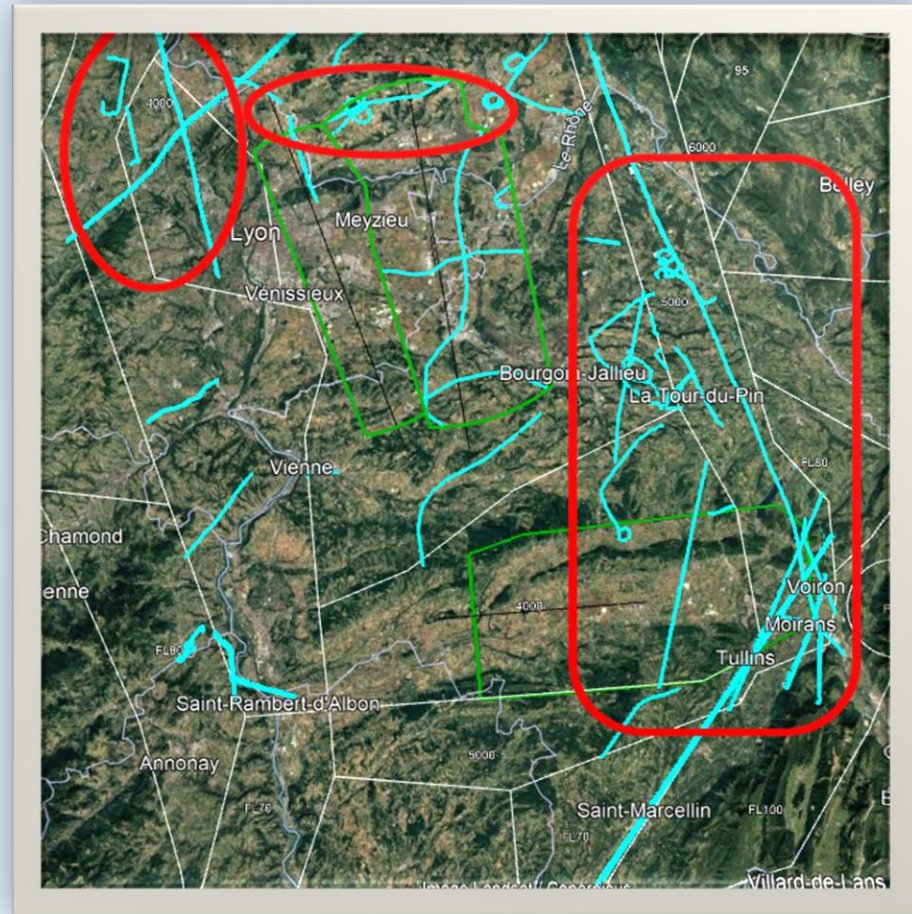 95
4000
Le Rhône
6000
Belley
Meyzieu
Lyon
Vénissieux
5000
Bourgoin-Jallieu
La Tour-du-Pin
Vienne
FL80
Chamond
enne
Voiron
4000
Moirans
FL80
Tullins
Saint-Rambert-d'Albon
5000
Annonay
FL70
Saint-Marcellin
FL100
FL70
Villard-de-Lans
Image Landsat / Copernicus